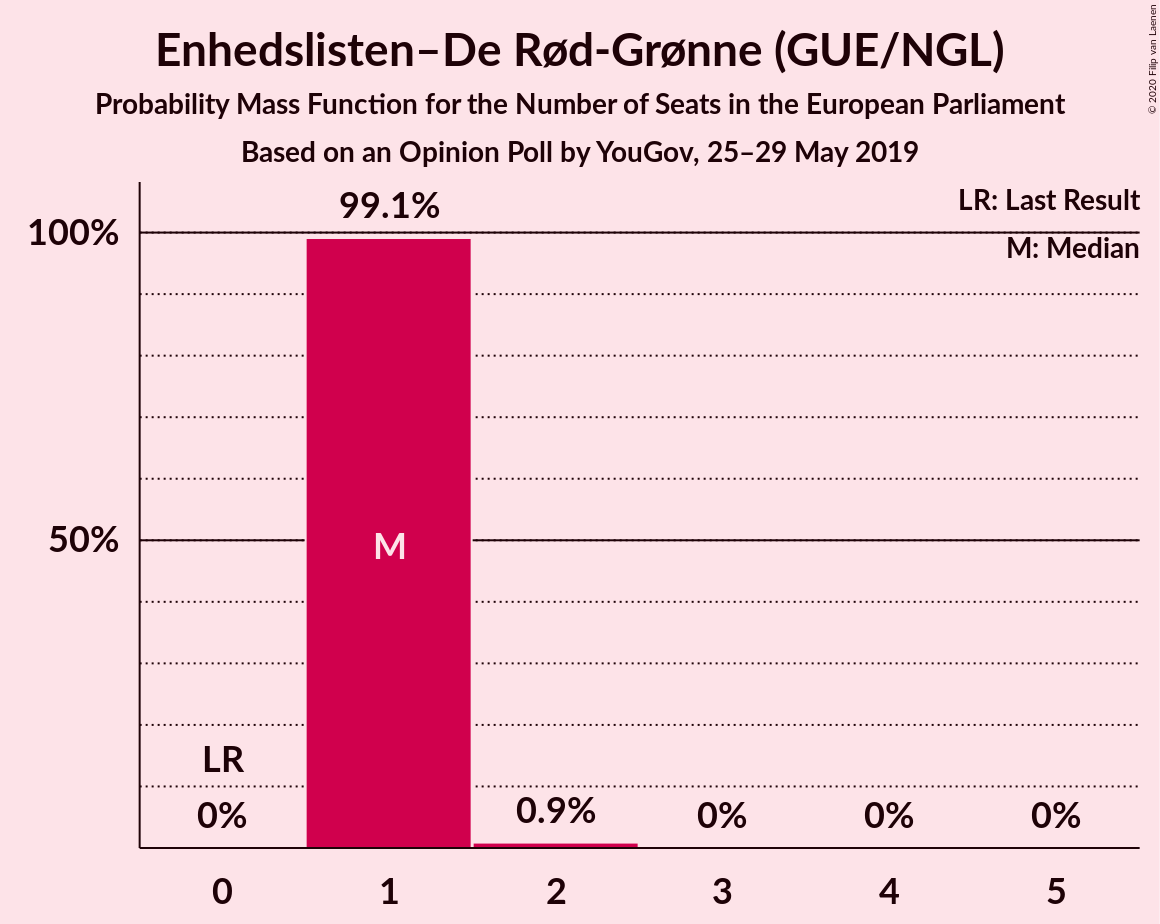 Enhedslisten–De Rød-Grønne (GUE/NGL)
Probability Mass Function for the Number of Seats in the European Parliament
Based on an Opinion Poll by YouGov, 25–29 May 2019
© 2020 Filip van Laenen
LR: Last Result
M: Median
99.1%
100%
50%
M
LR
0%
0.9%
0%
0%
0%
0
1
2
3
4
5